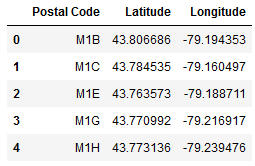 Postal Code Latitude Longitude
0 M1B 43.806686 -79.194353
1 M1C 43.784535 -79.160497
2 M1E 43.763573 -79.188711
3 M1G 43.770992 -79.216917
4 M1H 43.773136 -79.239476